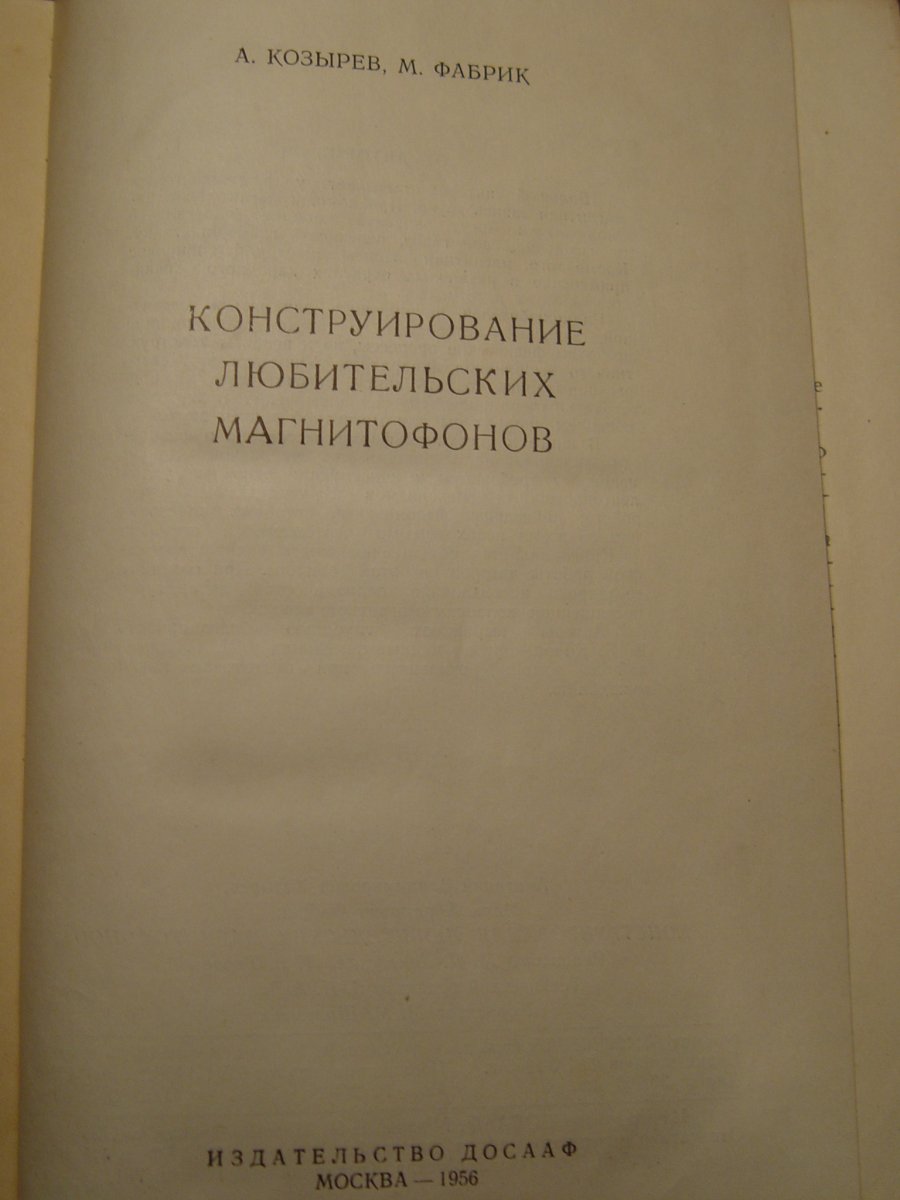 А. КОЗЫРЕВ, М. ФАБРИК
КОНСТРУИРОВАНИЕ
ЛЮБИТЕЛЬСКИХ
МАГНИТОФОНОВ
ИЗДАТЕЛЬСТВО ДОСААФ
МОСКВА — 1956